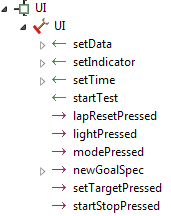 UI
UI
setData
setIndicator
setTime
startTest
lapResetPressed
lightPressed
modePressed
newGoalSpec
setTargetPressed
startStopPressed